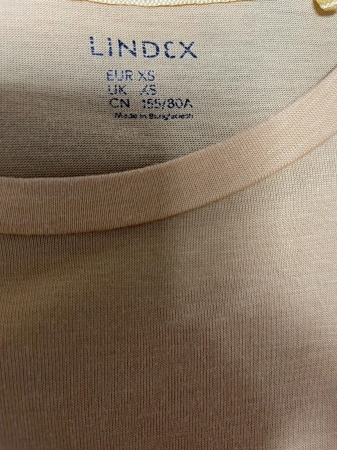 LINDEX
EUR XS
UK XS
CN 155/80A
Made in Bangladesh